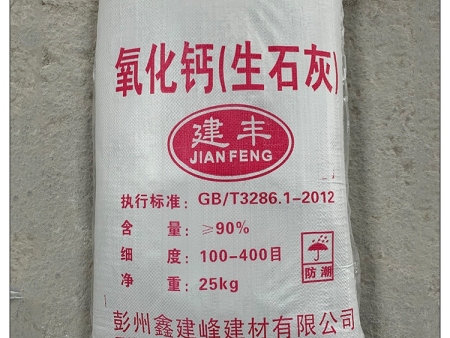 氧化钙(生石灰)
建丰
JIAN FENG
执行标准: GB/T3286.1-2012
含 量: ≥90%
细 度: 100-400目
净 重: 25kg
防潮
彭州鑫建峰建材有限公司